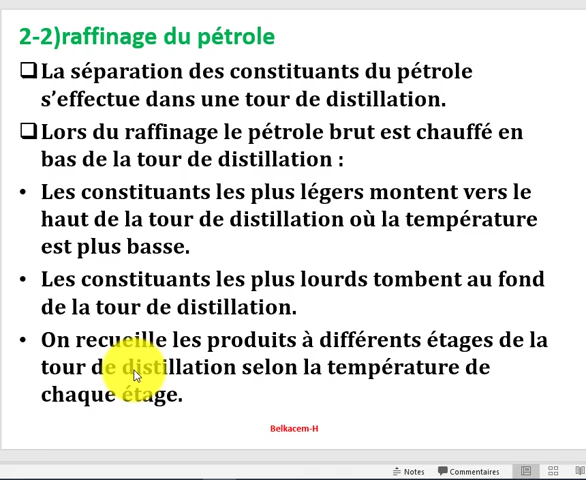 2-2)raffinage du pétrole
❑La séparation des constituants du pétrole
s’effectue dans une tour de distillation.
❑Lors du raffinage le pétrole brut est chauffé en
bas de la tour de distillation :
• Les constituants les plus légers montent vers le
haut de la tour de distillation où la température
est plus basse.
• Les constituants les plus lourds tombent au fond
de la tour de distillation.
• On recueille les produits à différents étages de la
tour de distillation selon la température de
chaque étage.
Belkacem-H
Notes Commentaires